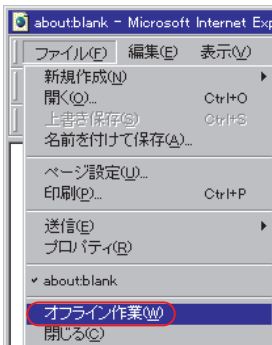 about:blank - Microsoft Internet Exp
ファイル(F) 編集(E) 表示(V)
新規作成(N)
開く(O)... Ctrl+O
上書き保存(S) Ctrl+S
名前を付けて保存(A)...
ページ設定(U)...
印刷(P)... Ctrl+P
送信(E)
プロパティ(R)
about:blank
オフライン作業(W)
閉じる(C)